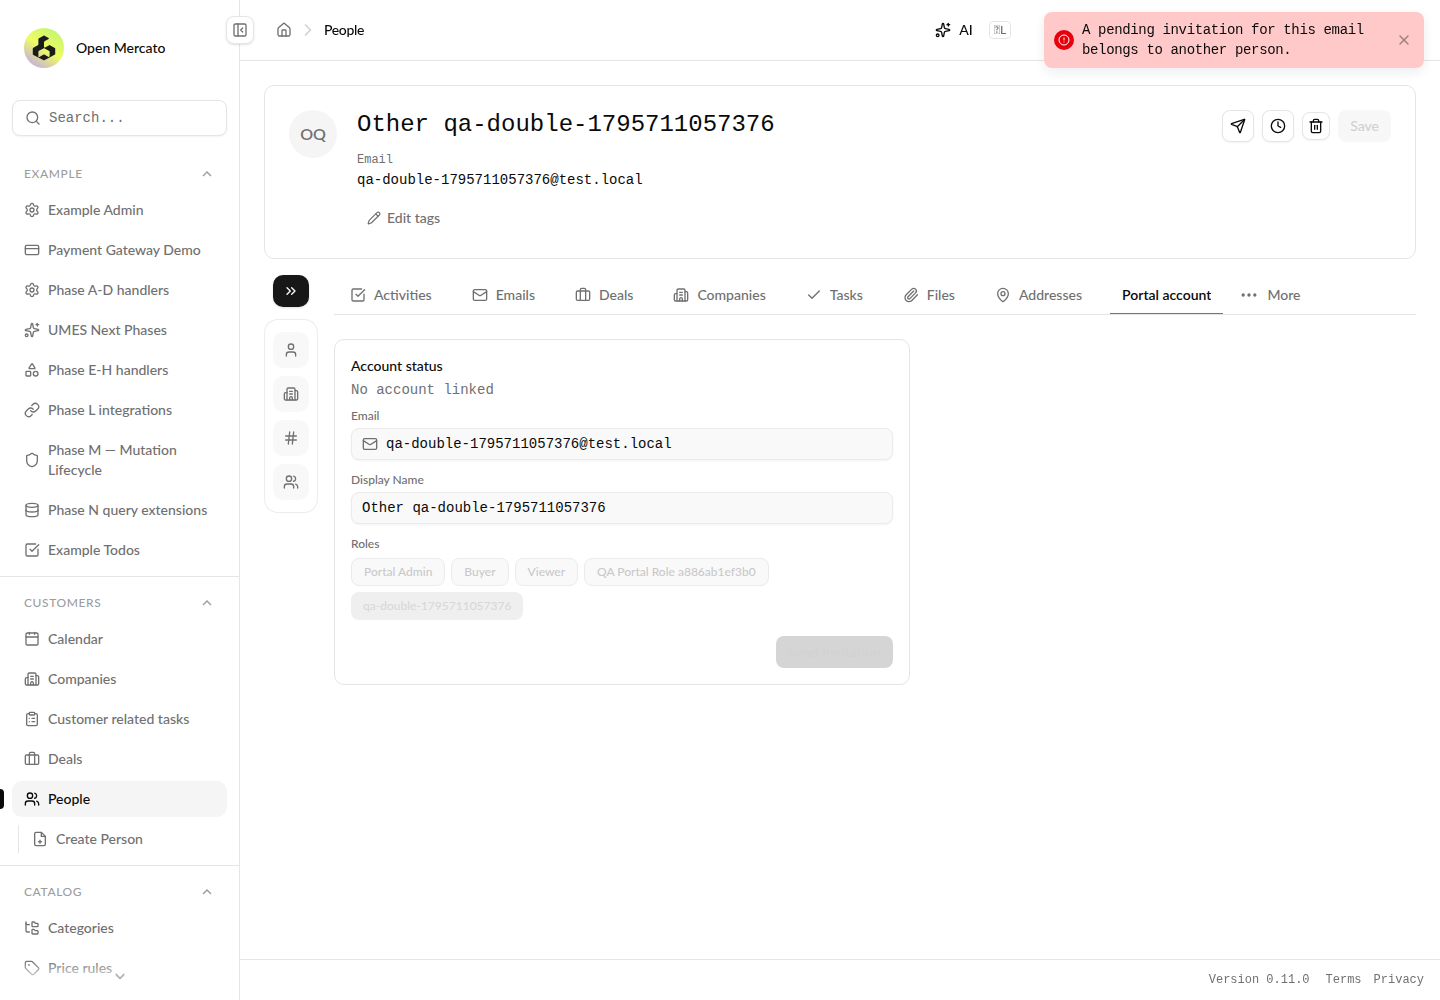 Open Mercato
Search...
EXAMPLE
Example Admin
Payment Gateway Demo
Phase A-D handlers
UMES Next Phases
Phase E-H handlers
Phase L integrations
Phase M — Mutation
Lifecycle
Phase N query extensions
Example Todos
CUSTOMERS
Calendar
Companies
Customer related tasks
Deals
People
Create Person
CATALOG
Categories
Price rules
People
AI
L
A pending invitation for this email
belongs to another person.
OQ
Other qa-double-1795711057376
Save
Email
qa-double-1795711057376@test.local
Edit tags
Activities
Emails
Deals
Companies
Tasks
Files
Addresses
Portal account
More
Account status
No account linked
Email
qa-double-1795711057376@test.local
Display Name
Other qa-double-1795711057376
Roles
Portal Admin
Buyer
Viewer
QA Portal Role a886ab1ef3b0
qa-double-1795711057376
Version 0.11.0
Terms
Privacy